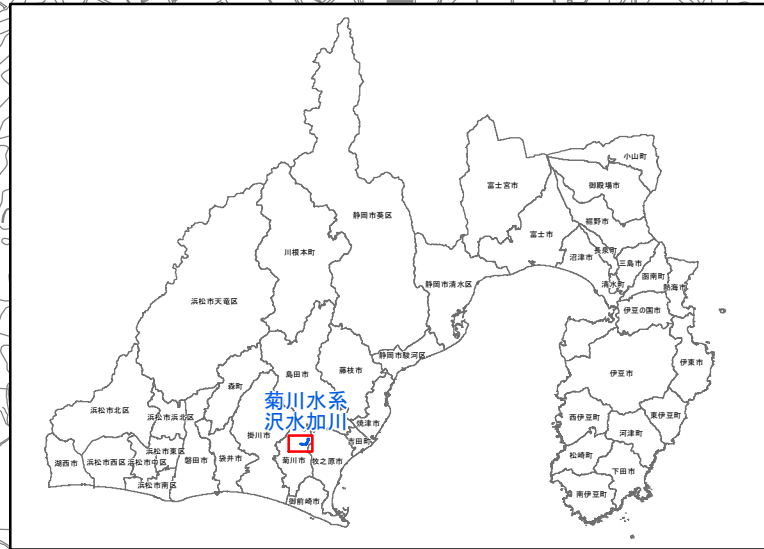 小山町
御殿場市
富士宮市
裾野市
静岡市葵区
富士市
長泉町
沼津市
三島市
函南町
川根本町
清水町
熱海市
静岡市清水区
浜松市天竜区
伊豆の国市
静岡市駿河区
島田市
藤枝市
伊東市
伊豆市
森町
菊川水系
沢水加川
浜松市北区
浜松市浜北区
西伊豆町
東伊豆町
焼津市
掛川市
吉田町
河津町
浜松市東区
松崎町
湖西市
浜松市西区
浜松市中区
磐田市
袋井市
菊川市
牧之原市
下田市
浜松市南区
南伊豆町
御前崎市